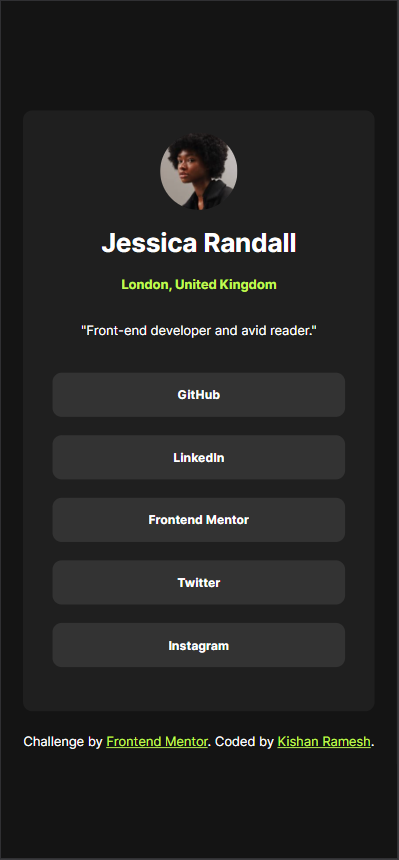 Jessica Randall
London, United Kingdom
"Front-end developer and avid reader."
GitHub
LinkedIn
Frontend Mentor
Twitter
Instagram
Challenge by Frontend Mentor. Coded by Kishan Ramesh.